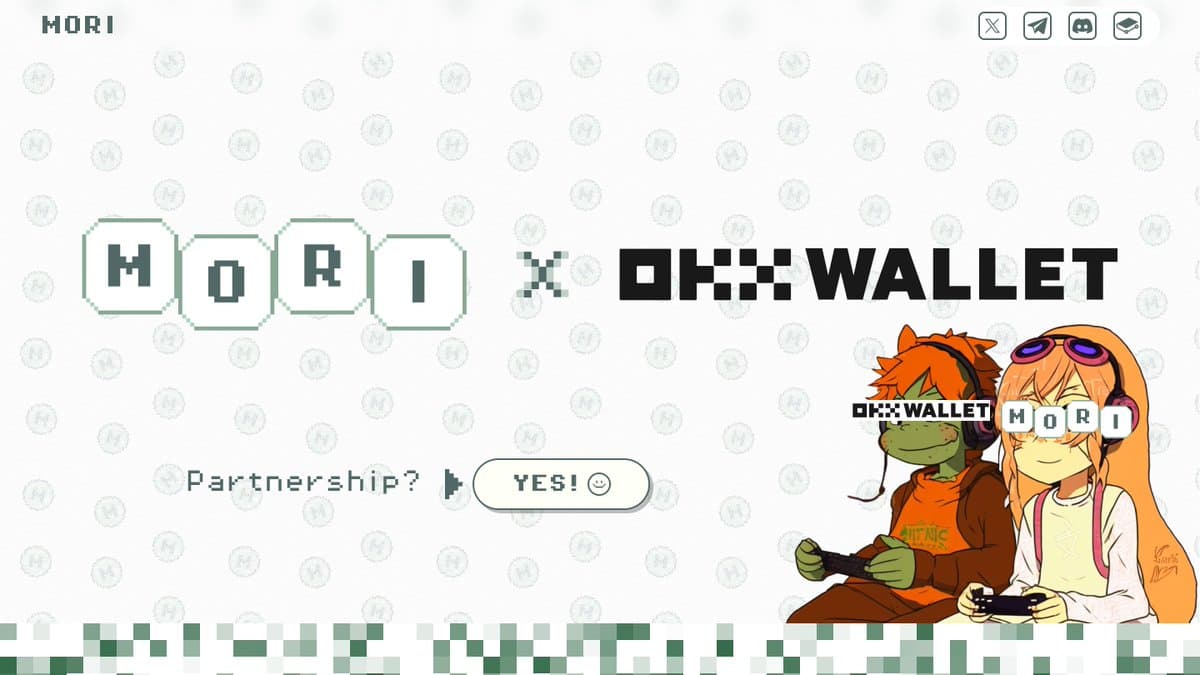 MORI
MORI x OKX WALLET
OKX WALLET
MORI
Partnership? YES!